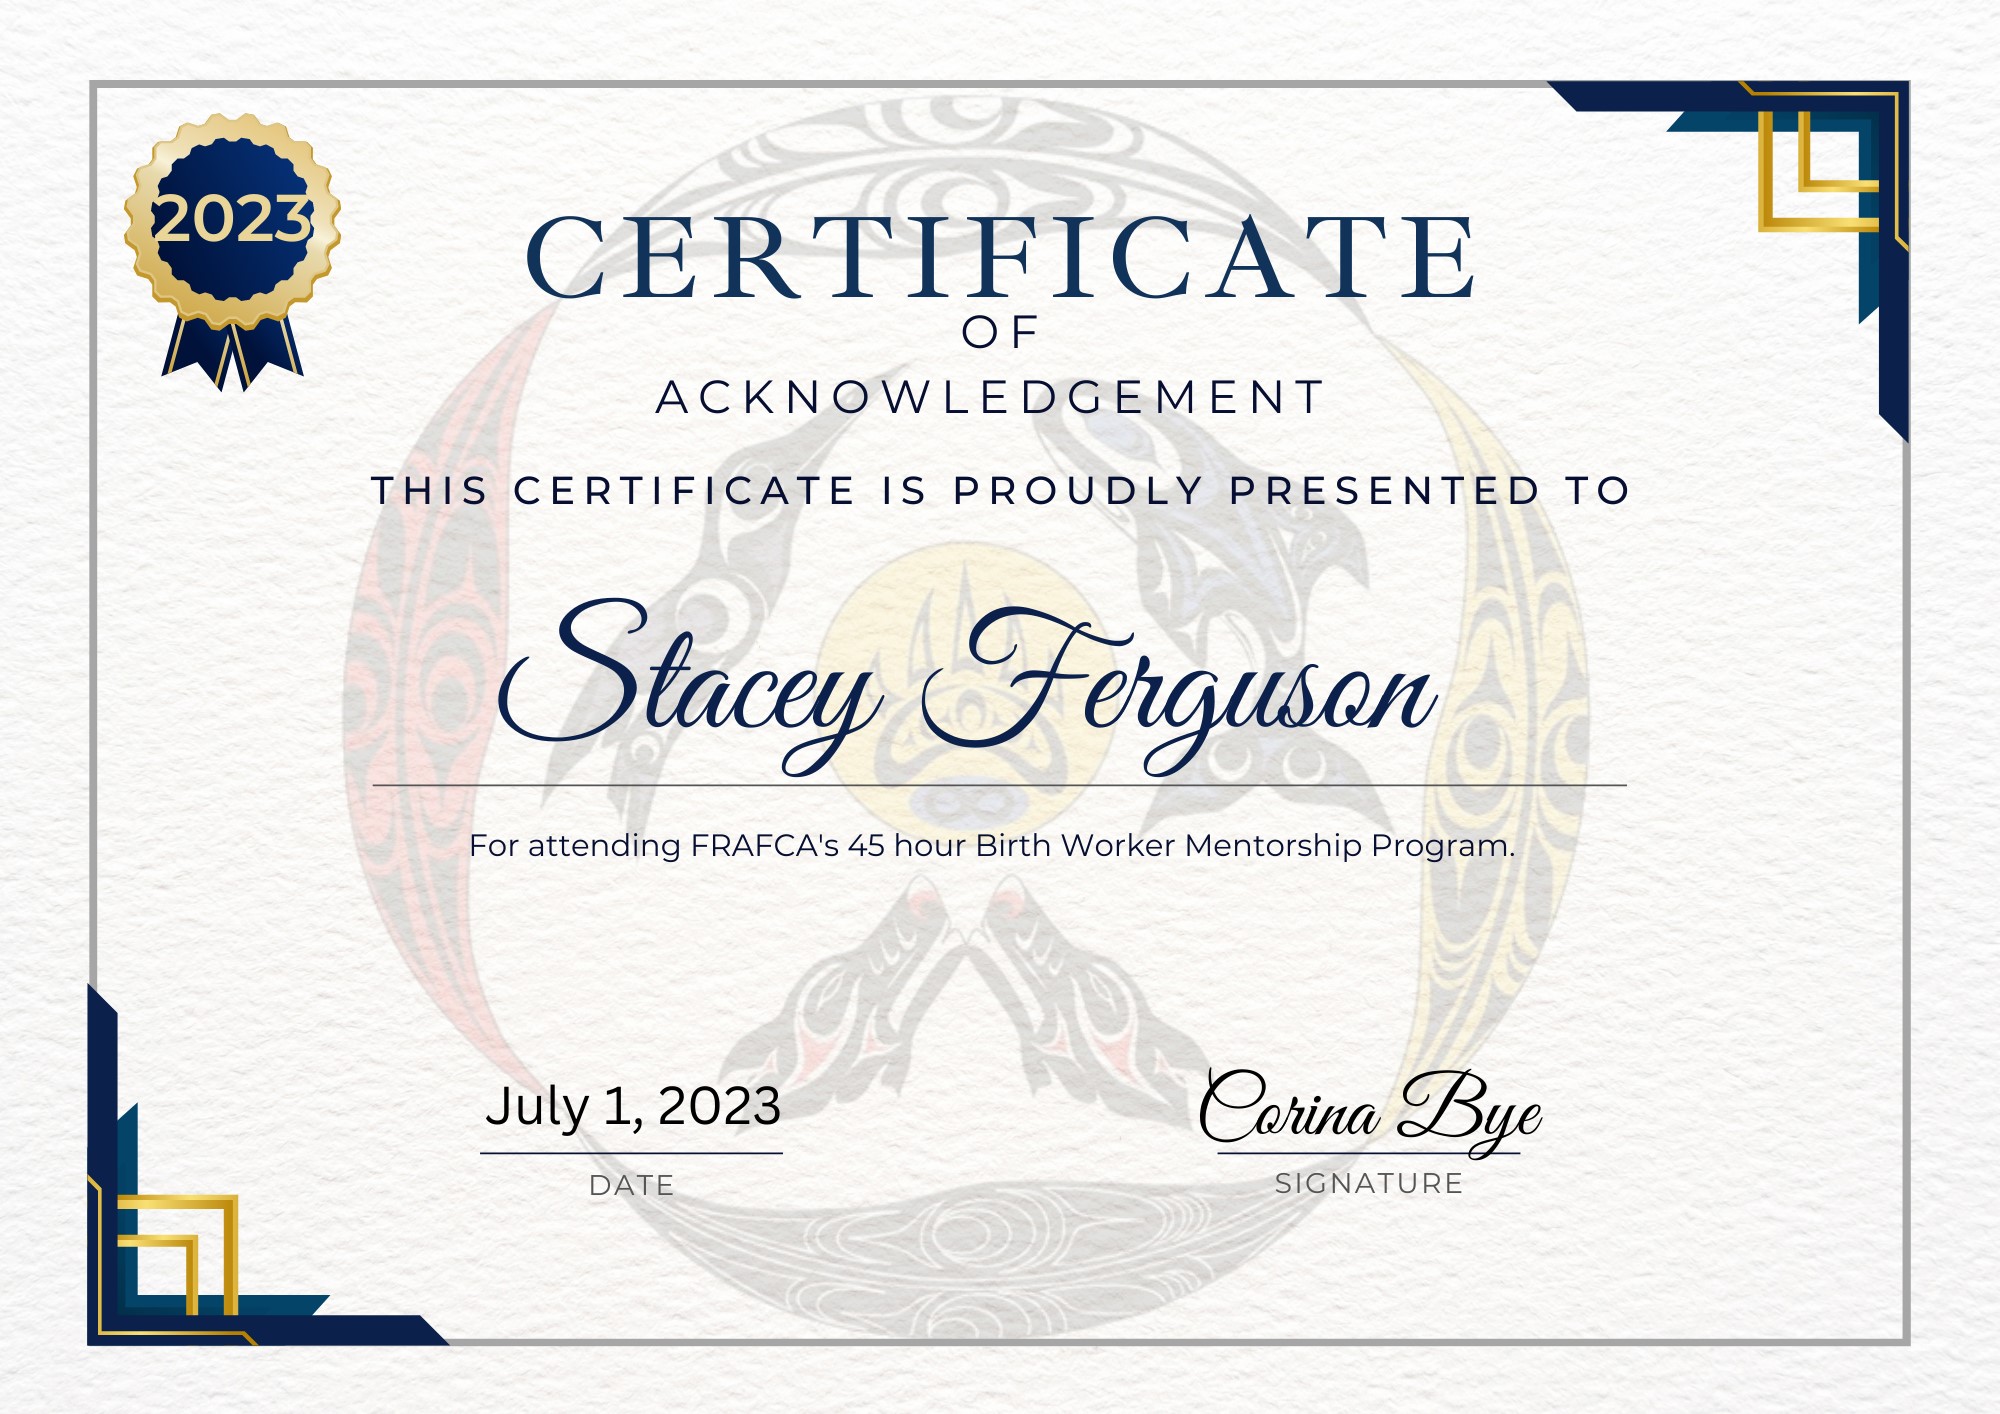 2023
CERTIFICATE
OF
ACKNOWLEDGEMENT
THIS CERTIFICATE IS PROUDLY PRESENTED TO
Stacey Ferguson
For attending FRAFCA's 45 hour Birth Worker Mentorship Program.
July 1, 2023
DATE
Corina Bye
SIGNATURE